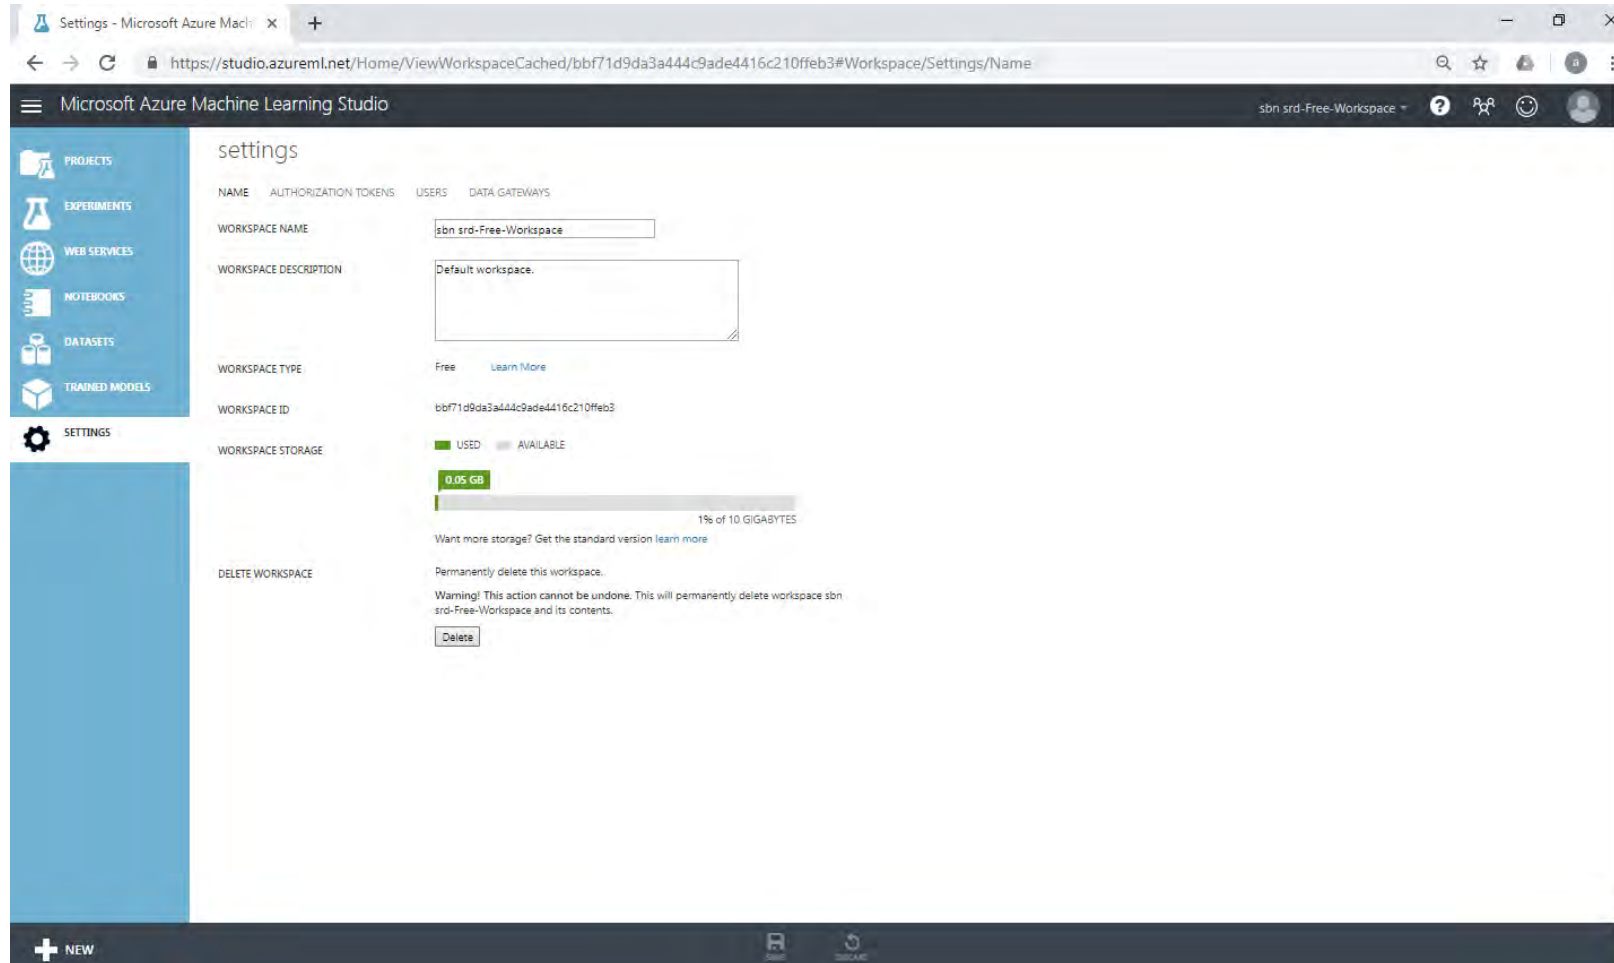 Settings - Microsoft Azure Mach
https://studio.azureml.net/Home/ViewWorkspaceCached/bbf71d9da3a444c9ade4416c210ffeb3#Workspace/Settings/Name
a
Microsoft Azure Machine Learning Studio
sbn srd-Free-Workspace
?
PROJECTS
EXPERIMENTS
WEB SERVICES
NOTEBOOKS
DATASETS
TRAINED MODELS
SETTINGS
settings
NAME AUTHORIZATION TOKENS USERS DATA GATEWAYS
WORKSPACE NAME
sbn srd-Free-Workspace
WORKSPACE DESCRIPTION
Default workspace.
WORKSPACE TYPE
Free Learn More
WORKSPACE ID
bbf71d9da3a444c9ade4416c210ffeb3
WORKSPACE STORAGE
USED AVAILABLE
0.05 GB
1% of 10 GIGABYTES
Want more storage? Get the standard version learn more
DELETE WORKSPACE
Permanently delete this workspace.
Warning! This action cannot be undone. This will permanently delete workspace sbn
srd-Free-Workspace and its contents.
Delete
NEW
SAVE
DISCARD